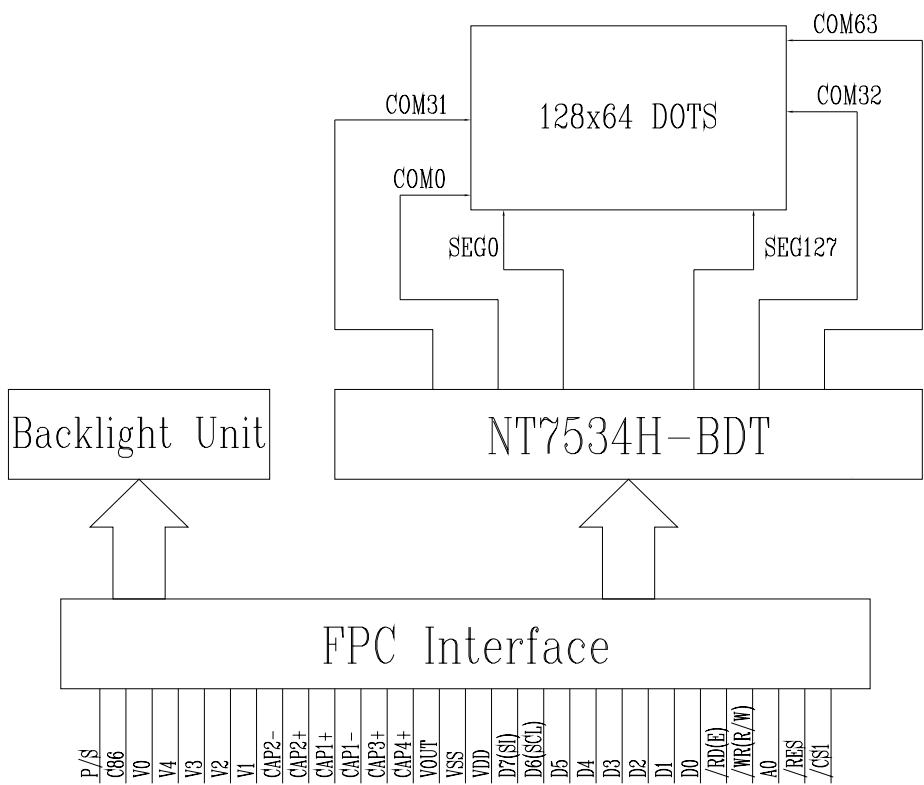 COM63
COM31
128x64 DOTS
COM32
COM0
SEG0
SEG127
Backlight Unit
NT7534H-BDT
FPC Interface
P/S
C86
V0
V4
V3
V2
V1
CAP2-
CAP2+
CAP1+
CAP1-
CAP3+
CAP4+
VOUT
VSS
VDD
D7(SI)
D6(SCL)
D5
D4
D3
D2
D1
D0
/RD(E)
/WR(R/W)
A0
/RES
/CS1